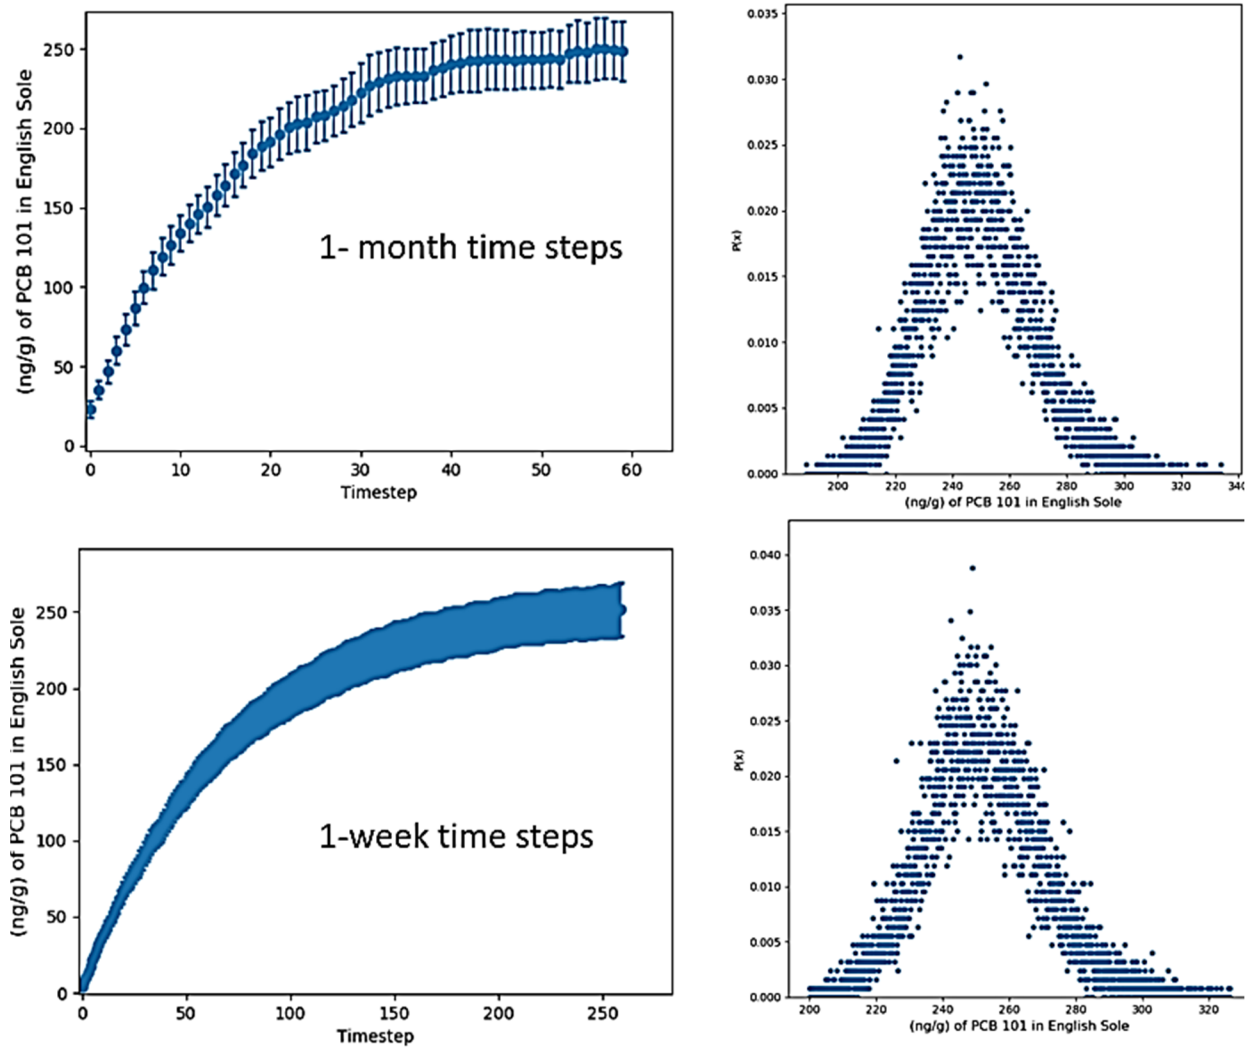 250
200
150
100
50
0
(ng/g) of PCB 101 in English Sole
1- month time steps
0 10 20 30 40 50 60
Timestep
0.035
0.030
0.025
0.020
0.015
0.010
0.005
0.000
P(x)
200 220 240 260 280 300 320 340
(ng/g) of PCB 101 in English Sole
250
200
150
100
50
0
(ng/g) of PCB 101 in English Sole
1-week time steps
0 50 100 150 200 250
Timestep
0.040
0.035
0.030
0.025
0.020
0.015
0.010
0.005
0.000
P(x)
200 220 240 260 280 300 320
(ng/g) of PCB 101 in English Sole